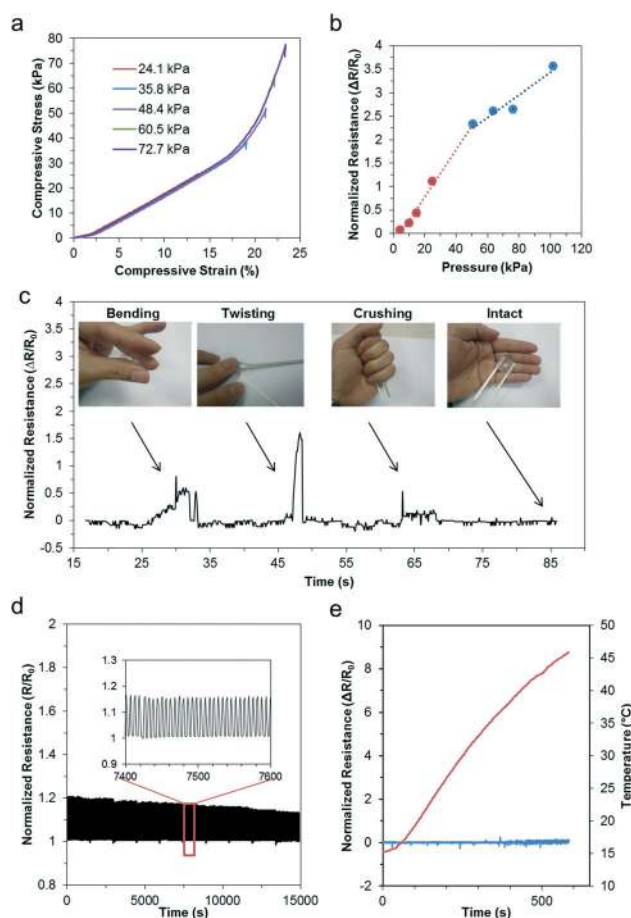 a
Compressive Stress (kPa)
80
70
60
50
40
30
20
10
0
24.1 kPa
35.8 kPa
48.4 kPa
60.5 kPa
72.7 kPa
0 5 10 15 20 25
Compressive Strain (%)
b
Normalized Resistance (ΔR/R₀)
4
3.5
3
2.5
2
1.5
1
0.5
0
0 20 40 60 80 100 120
Pressure (kPa)
c
Normalized Resistance (ΔR/R₀)
4
3.5
3
2.5
2
1.5
1
0.5
0
-0.5
Bending Twisting Crushing Intact
15 25 35 45 55 65 75 85
Time (s)
d
Normalized Resistance (R/R₀)
2
1.8
1.6
1.4
1.2
1
0.8
1.3
1.2
1.1
1
0.9
7400 7500 7600
0 5000 10000 15000
Time (s)
e
Normalized Resistance (ΔR/R₀)
10
8
6
4
2
0
-2
50
45
40
35
30
25
20
15
10
Temperature (°C)
0 500
Time (s)